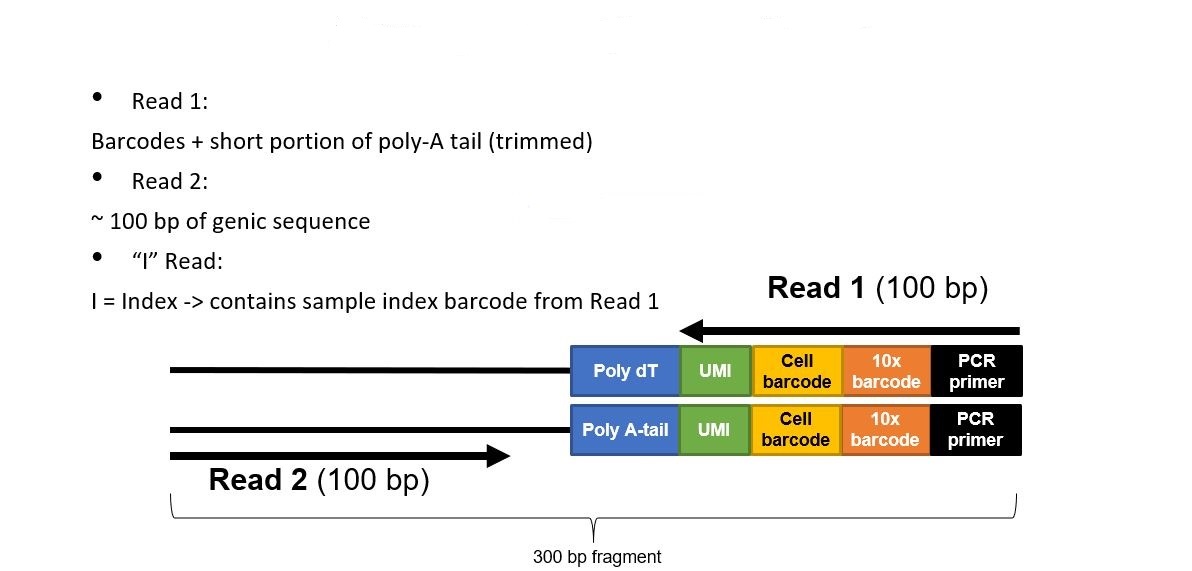 • Read 1:
Barcodes + short portion of poly-A tail (trimmed)
• Read 2:
~ 100 bp of genic sequence
• “I” Read:
I = Index -> contains sample index barcode from Read 1
Read 1 (100 bp)
Poly dT UMI Cell barcode 10x barcode PCR primer
Poly A-tail UMI Cell barcode 10x barcode PCR primer
Read 2 (100 bp)
300 bp fragment